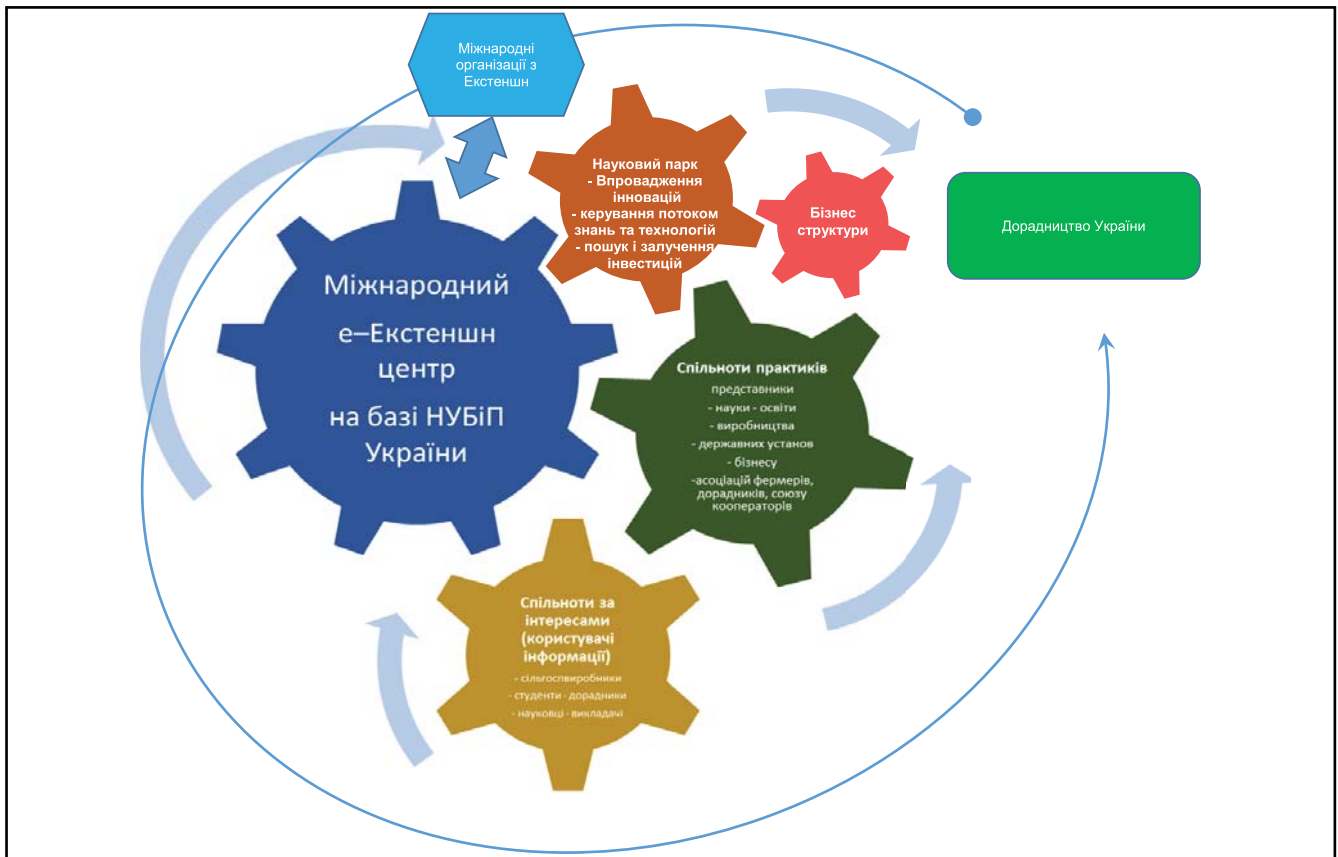 Міжнародні
організації з
Екстеншн
Науковий парк
- Впровадження
інновацій
- керування потоком
знань та технологій
- пошук і залучення
інвестицій
Бізнес
структури
Дорадництво України
Міжнародний
е–Екстеншн
центр
на базі НУБіП
України
Спільноти практиків
представники
- науки - освіти
- виробництва
- державних установ
- бізнесу
-асоціацій фермерів,
дорадників, союзу
кооператорів
Спільноти за
інтересами
(користувачі
інформації)
- сільгоспвиробники
- студенти - дорадники
- науковці - викладачі